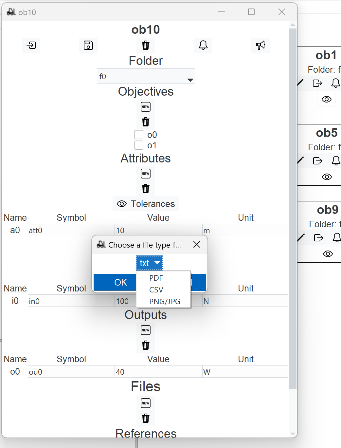 ob10
ob10
Folder
f0
Objectives
o0
o1
Attributes
Tolerances
Name Symbol Value Unit
a0 att0 10 m
Choose a file type f...
txt
OK
PDF
CSV
PNG/JPG
Name Symbol Value Unit
i0 in0 100 N
Outputs
Name Symbol Value Unit
o0 ou0 40 W
Files
References
ob1
Folder: f
ob5
Folder: f
ob9
Folder: f